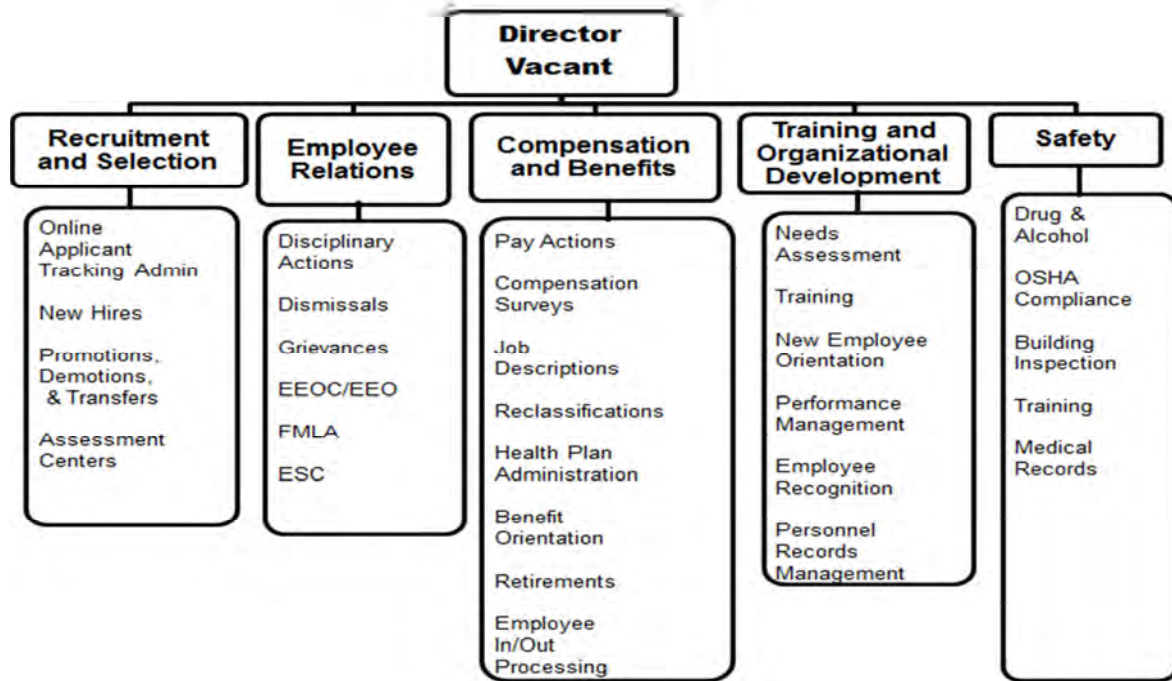 Director
Vacant
Recruitment
and Selection
Employee
Relations
Compensation
and Benefits
Training and
Organizational
Development
Safety
Online
Applicant
Tracking Admin
New Hires
Promotions,
Demotions,
& Transfers
Assessment
Centers
Disciplinary
Actions
Dismissals
Grievances
EEOC/EEO
FMLA
ESC
Pay Actions
Compensation
Surveys
Job
Descriptions
Reclassifications
Health Plan
Administration
Benefit
Orientation
Retirements
Employee
In/Out
Processing
Needs
Assessment
Training
New Employee
Orientation
Performance
Management
Employee
Recognition
Personnel
Records
Management
Drug &
Alcohol
OSHA
Compliance
Building
Inspection
Training
Medical
Records